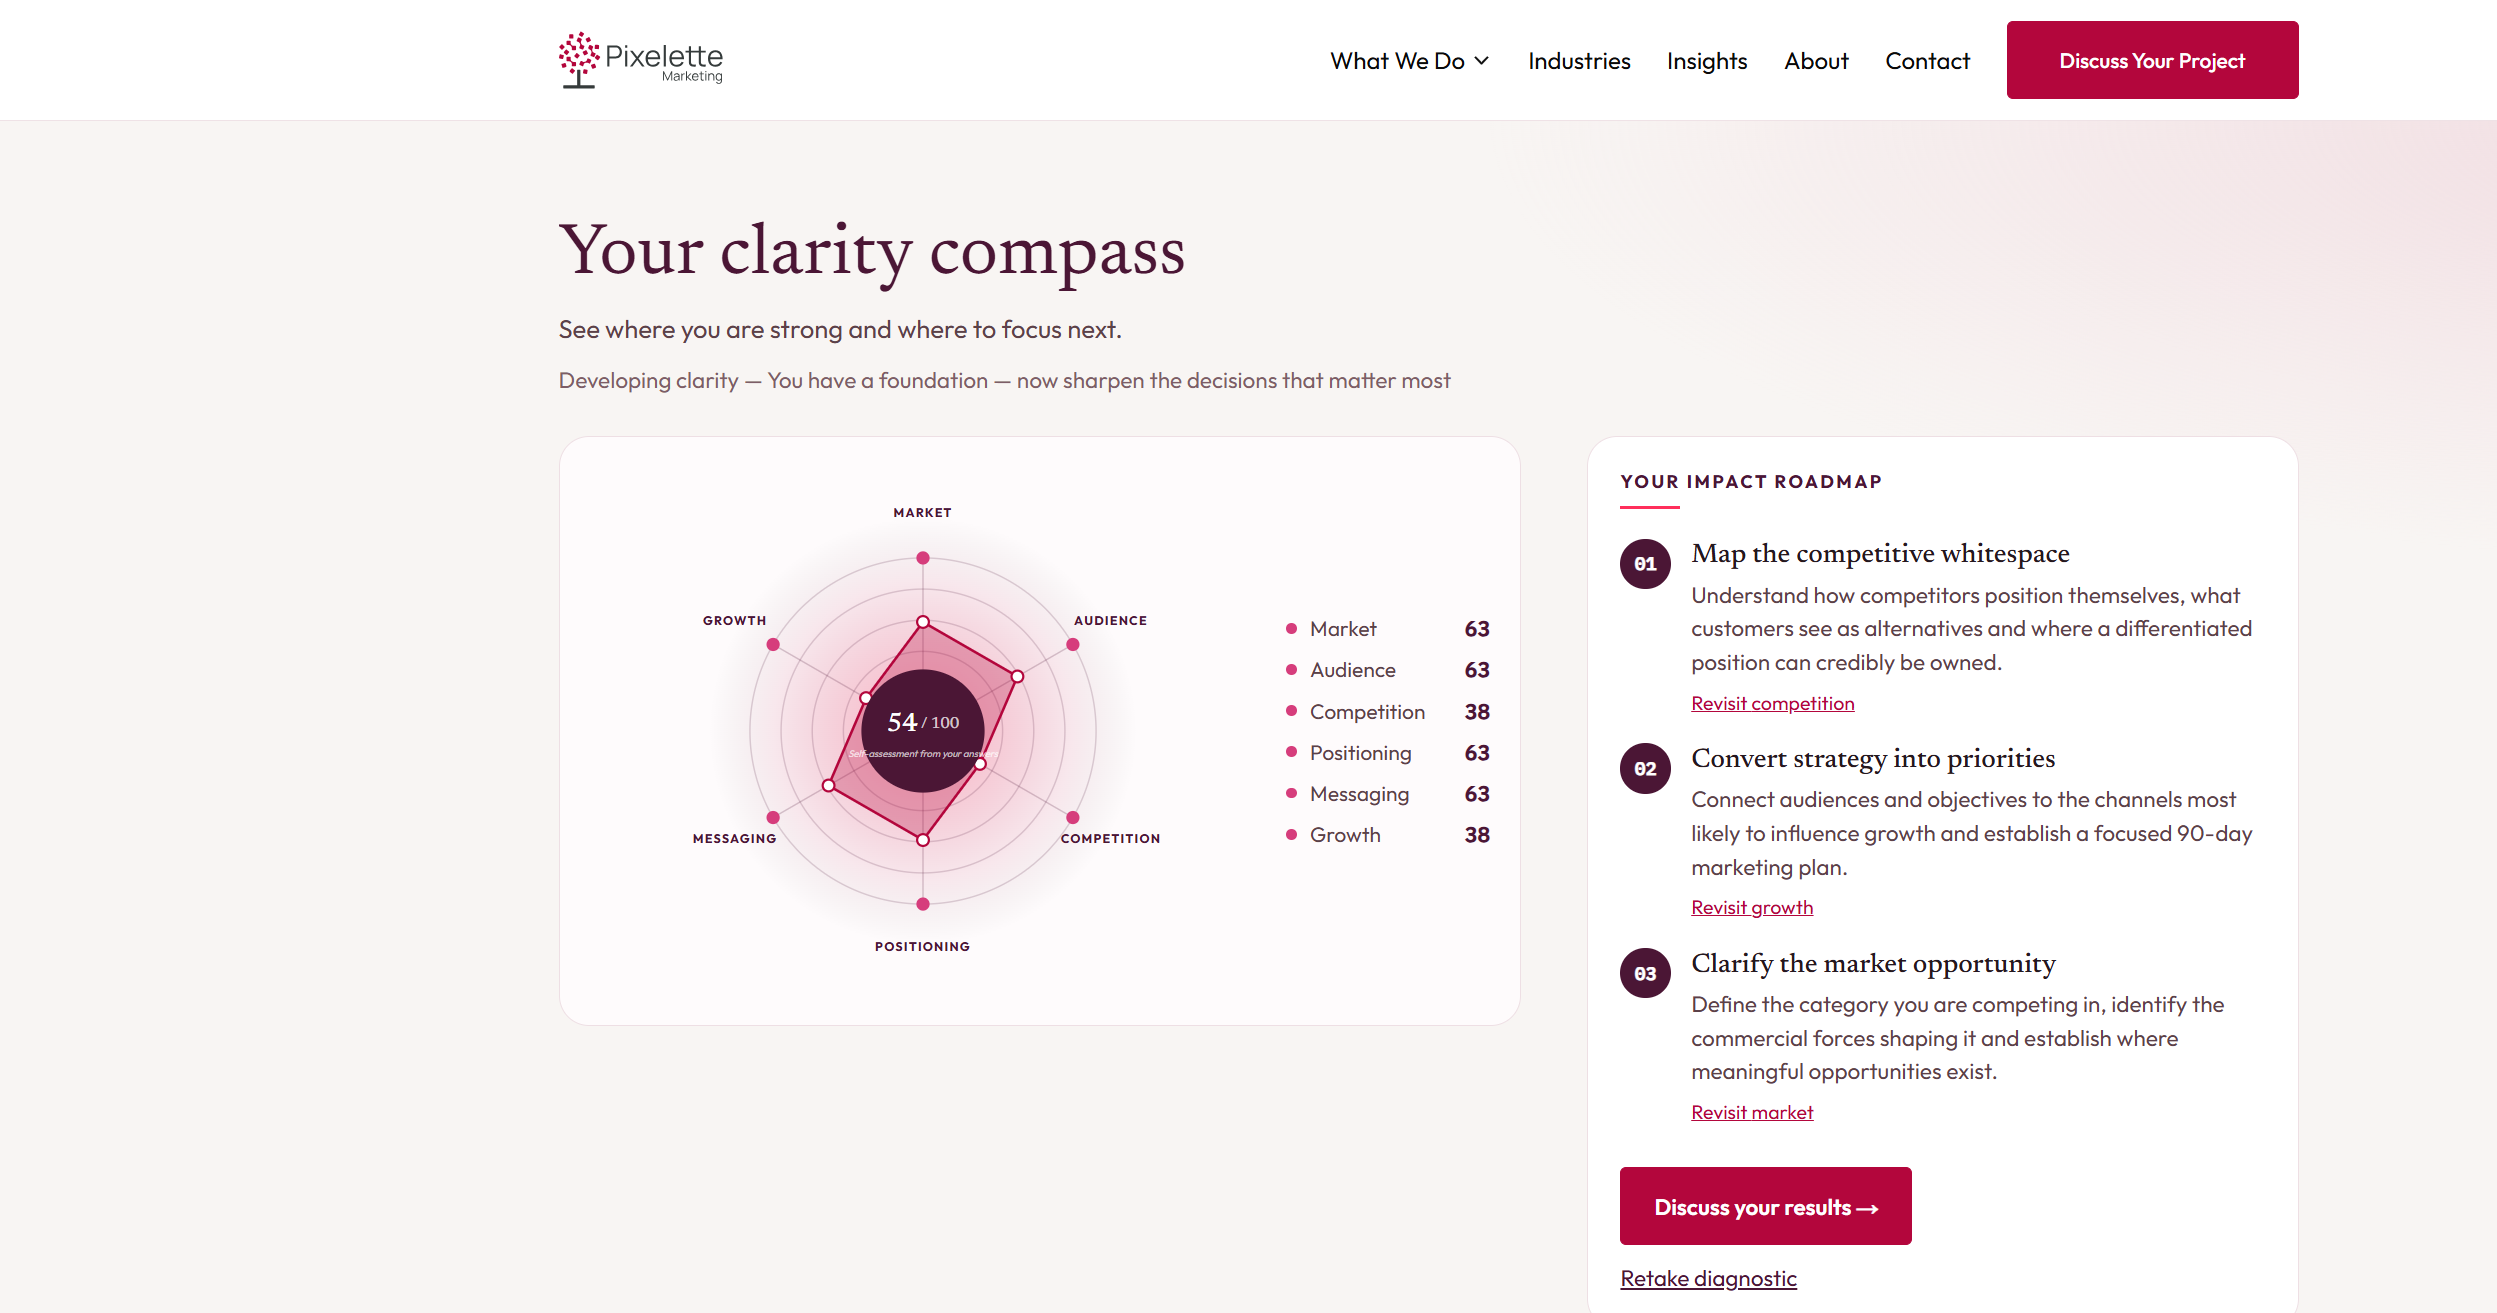 Pixelette
Marketing
What We Do
Industries
Insights
About
Contact
Discuss Your Project
Your clarity compass
See where you are strong and where to focus next.
Developing clarity — You have a foundation — now sharpen the decisions that matter most
MARKET
GROWTH
AUDIENCE
54 / 100
Self-assessment from your answers
MESSAGING
COMPETITION
POSITIONING
Market 63
Audience 63
Competition 38
Positioning 63
Messaging 63
Growth 38
YOUR IMPACT ROADMAP
01
Map the competitive whitespace
Understand how competitors position themselves, what
customers see as alternatives and where a differentiated
position can credibly be owned.
Revisit competition
02
Convert strategy into priorities
Connect audiences and objectives to the channels most
likely to influence growth and establish a focused 90-day
marketing plan.
Revisit growth
03
Clarify the market opportunity
Define the category you are competing in, identify the
commercial forces shaping it and establish where
meaningful opportunities exist.
Revisit market
Discuss your results →
Retake diagnostic